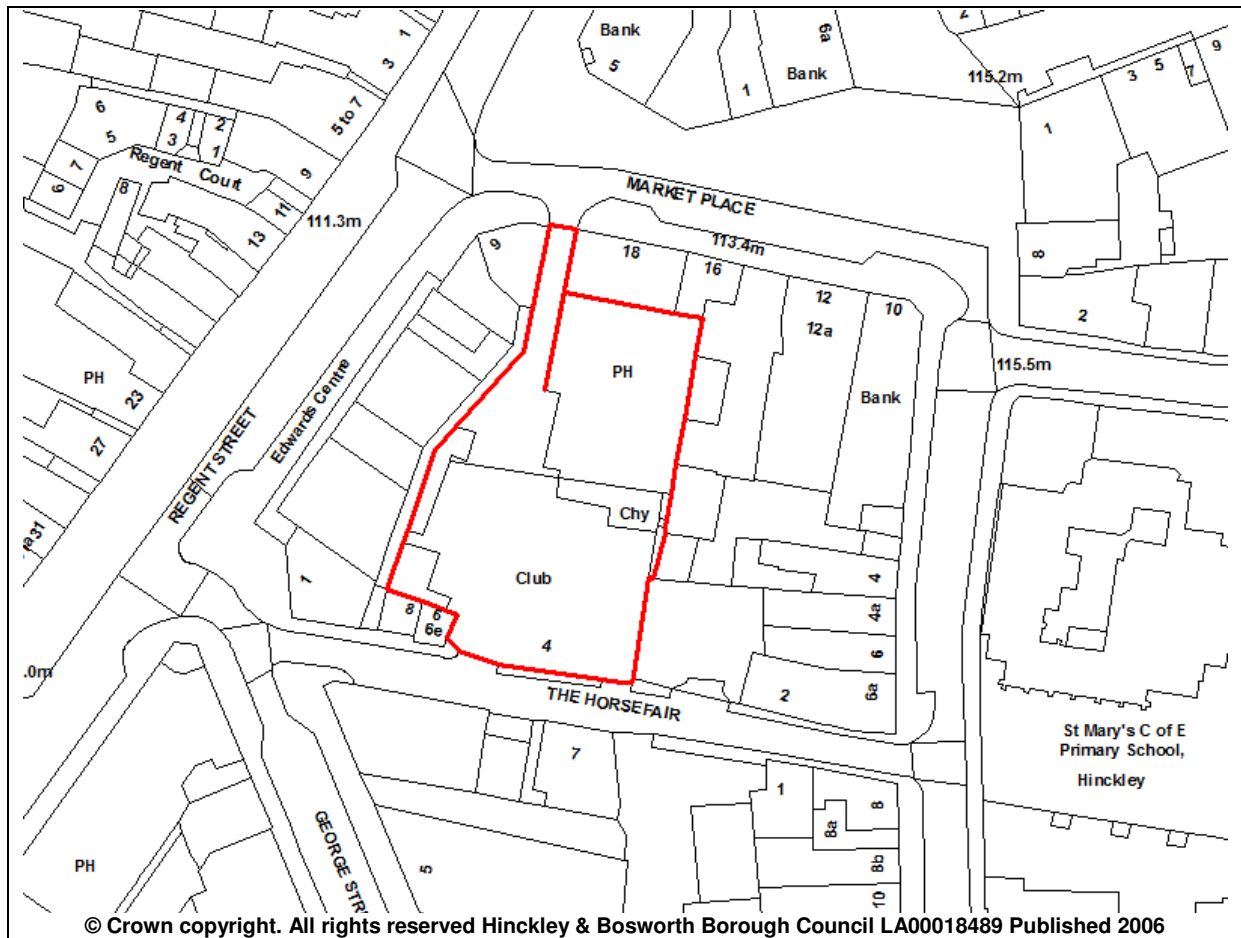 Bank
5
6a
Bank
1
2
4
115.2m
3
5
7
9
1
3
1
5 to 7
6
5
4
3
2
1
Regent Court
7
6
8
9
11
13
111.3m
MARKET PLACE
113.4m
9
18
16
12
12a
10
1
8
2
115.5m
PH
23
27
31
REGENT STREET
Edwards Centre
PH
Bank
Chy
Club
1
8
6
6e
4
4
4a
6
6a
2
THE HORSEFAIR
St Mary's C of E
Primary School,
Hinckley
.0m
7
1
8
8a
8b
10
PH
GEORGE STR
5
© Crown copyright. All rights reserved Hinckley & Bosworth Borough Council LA00018489 Published 2006